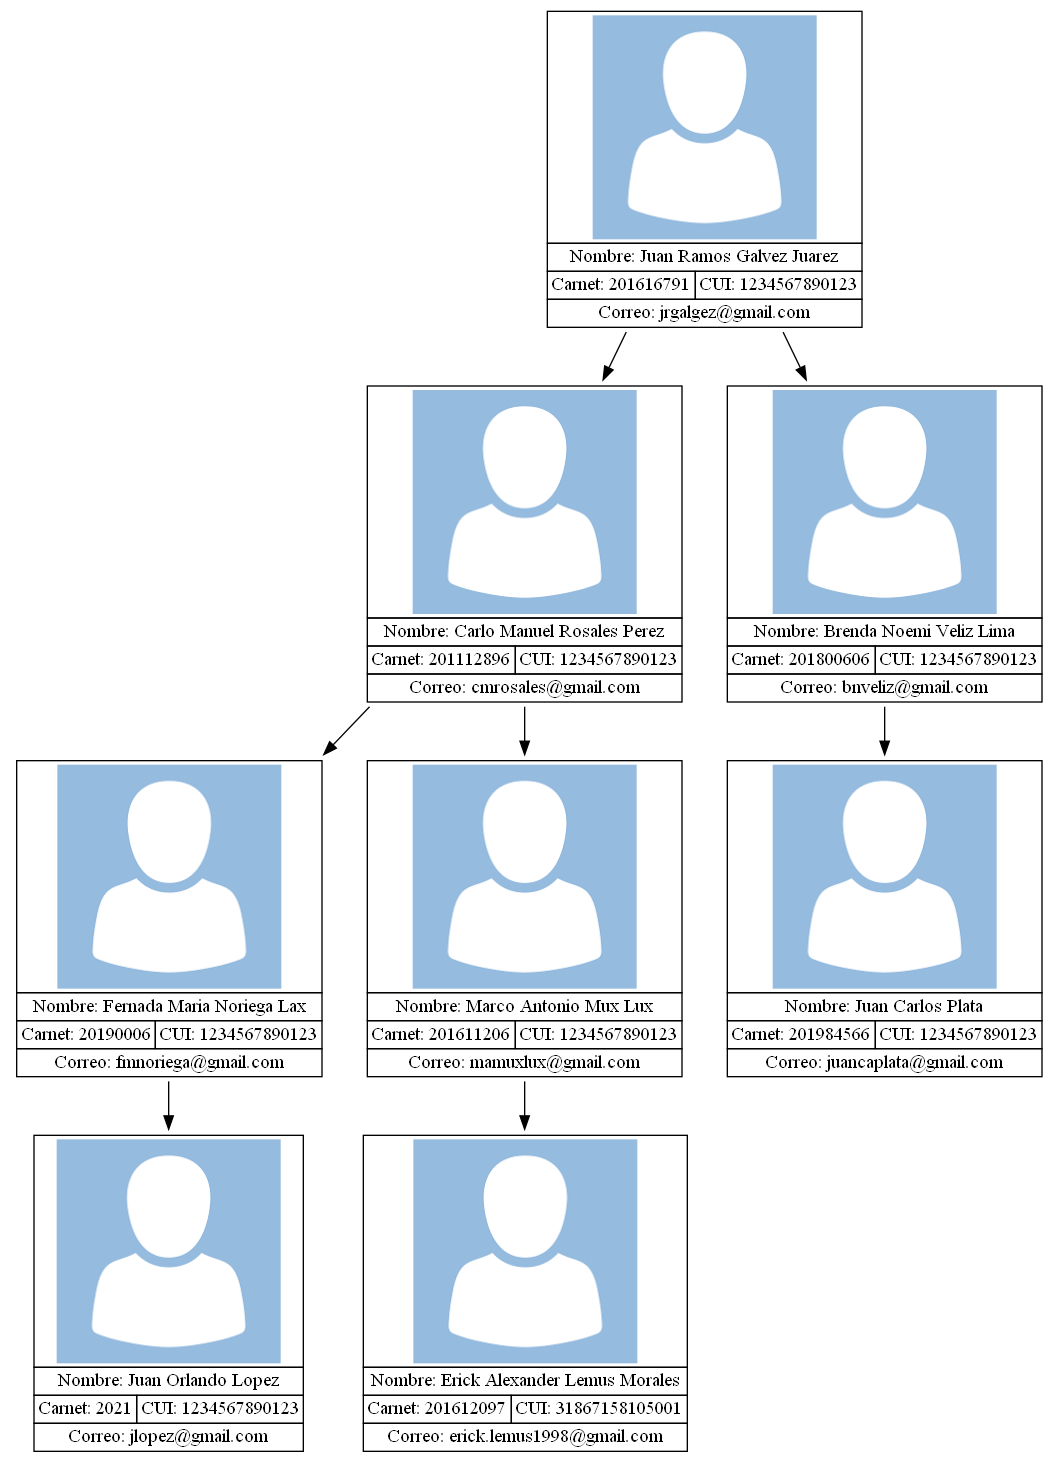 Nombre: Juan Ramos Galvez Juarez
Carnet: 201616791 CUI: 1234567890123
Correo: jrgalgez@gmail.com
Nombre: Carlo Manuel Rosales Perez
Carnet: 201112896 CUI: 1234567890123
Correo: cmrosales@gmail.com
Nombre: Brenda Noemi Veliz Lima
Carnet: 201800606 CUI: 1234567890123
Correo: bnveliz@gmail.com
Nombre: Fernada Maria Noriega Lax
Carnet: 20190006 CUI: 1234567890123
Correo: fmnoriega@gmail.com
Nombre: Marco Antonio Mux Lux
Carnet: 201611206 CUI: 1234567890123
Correo: mamuxlux@gmail.com
Nombre: Juan Carlos Plata
Carnet: 201984566 CUI: 1234567890123
Correo: juancaplata@gmail.com
Nombre: Juan Orlando Lopez
Carnet: 2021 CUI: 1234567890123
Correo: jlopez@gmail.com
Nombre: Erick Alexander Lemus Morales
Carnet: 201612097 CUI: 31867158105001
Correo: erick.lemus1998@gmail.com